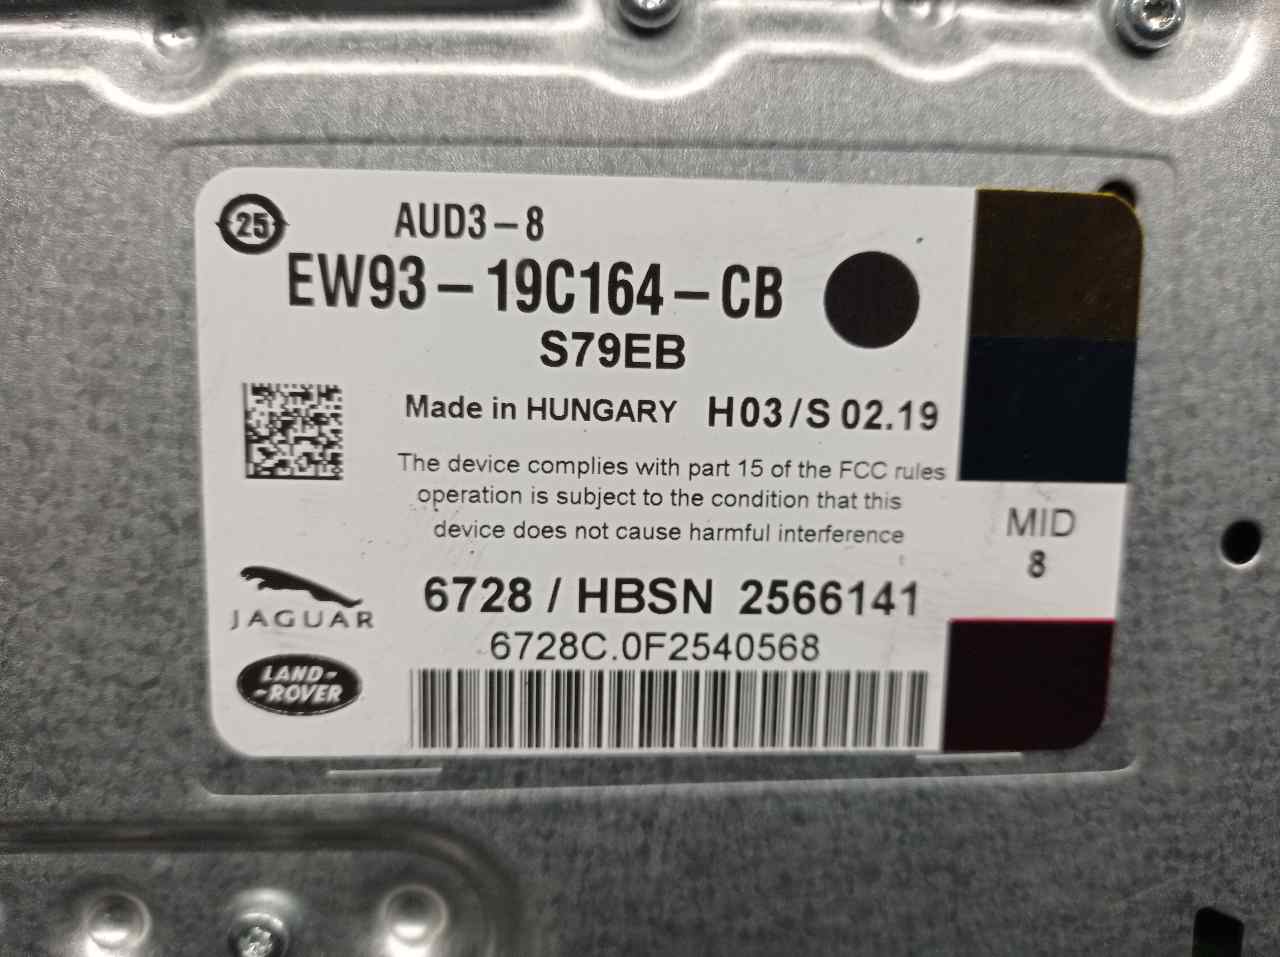 25
AUD3-8
EW93-19C164-CB
S79EB
Made in HUNGARY H03/S 02.19
The device complies with part 15 of the FCC rules
operation is subject to the condition that this
device does not cause harmful interference
MID
8
JAGUAR
6728 / HBSN 2566141
6728C.0F2540568
LAND-
-ROVER